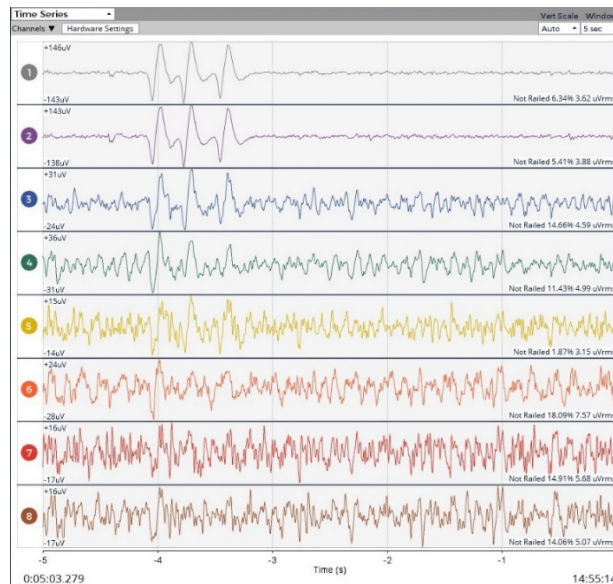 Time Series
Vert Scale Window
Channels Hardware Settings Auto 5 sec
+146uV
1
-143uV
Not Railed 6.34% 3.62 uVrms
+143uV
2
-138uV
Not Railed 5.41% 3.88 uVrms
+31uV
3
-24uV
Not Railed 14.66% 4.59 uVrms
+36uV
4
-31uV
Not Railed 11.43% 4.99 uVrms
+15uV
5
-14uV
Not Railed 1.87% 3.15 uVrms
+24uV
6
-28uV
Not Railed 18.09% 7.57 uVrms
+16uV
7
-17uV
Not Railed 14.91% 5.68 uVrms
+16uV
8
-17uV
Not Railed 14.06% 5.07 uVrms
-5 -4 -3 -2 -1
Time (s)
0:05:03.279 14:55:14